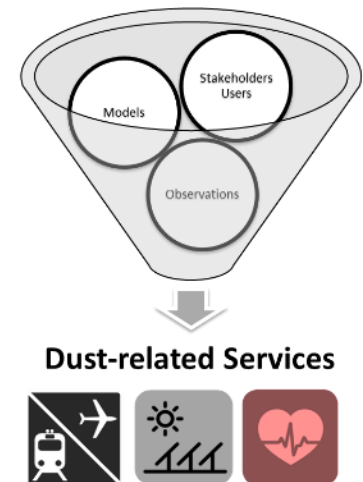 Stakeholders
Users
Models
Observations
Dust-related Services